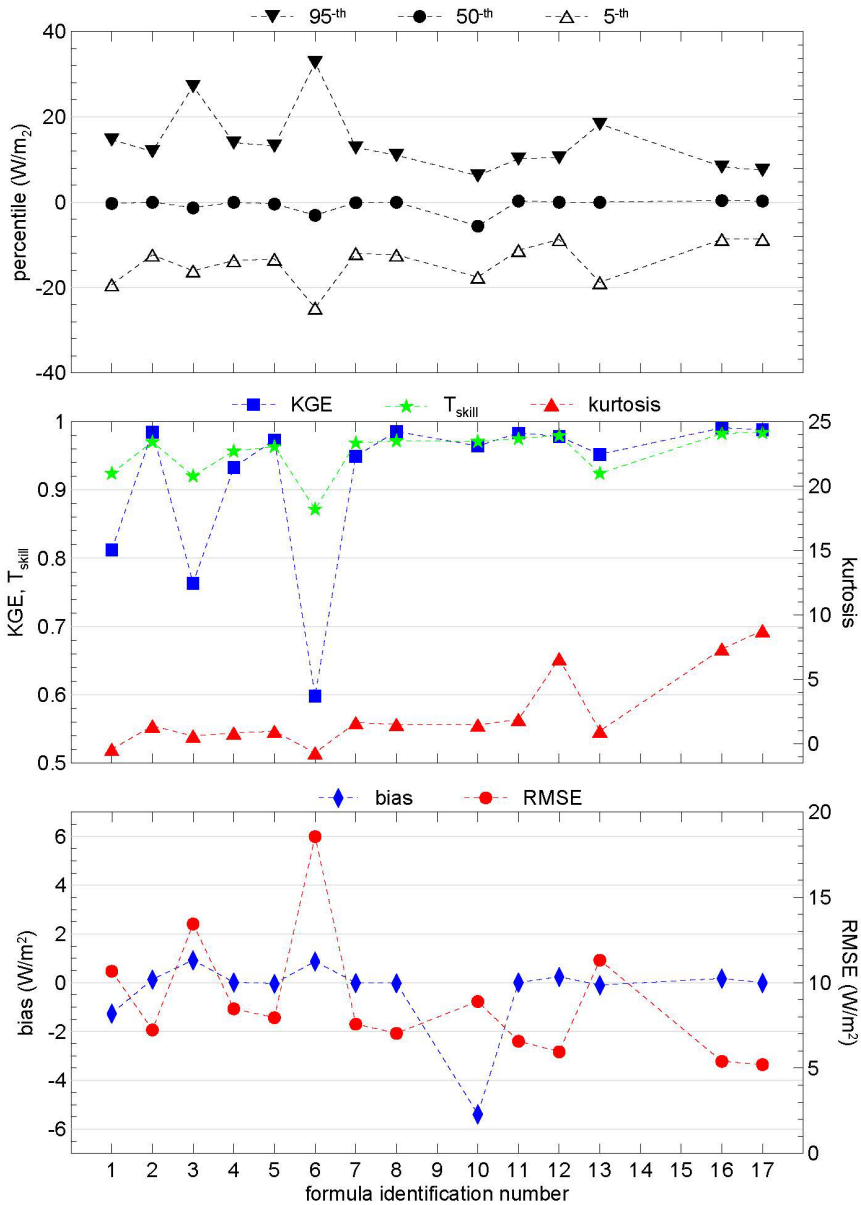 95-th 50-th 5-th
40
20
0
-20
-40
percentile (W/m2)
KGE Tskill kurtosis
1
0.9
0.8
0.7
0.6
0.5
KGE, Tskill
25
20
15
10
5
0
kurtosis
bias RMSE
6
4
2
0
-2
-4
-6
bias (W/m²)
20
15
10
5
0
RMSE (W/m²)
1 2 3 4 5 6 7 8 9 10 11 12 13 14 15 16 17
formula identification number